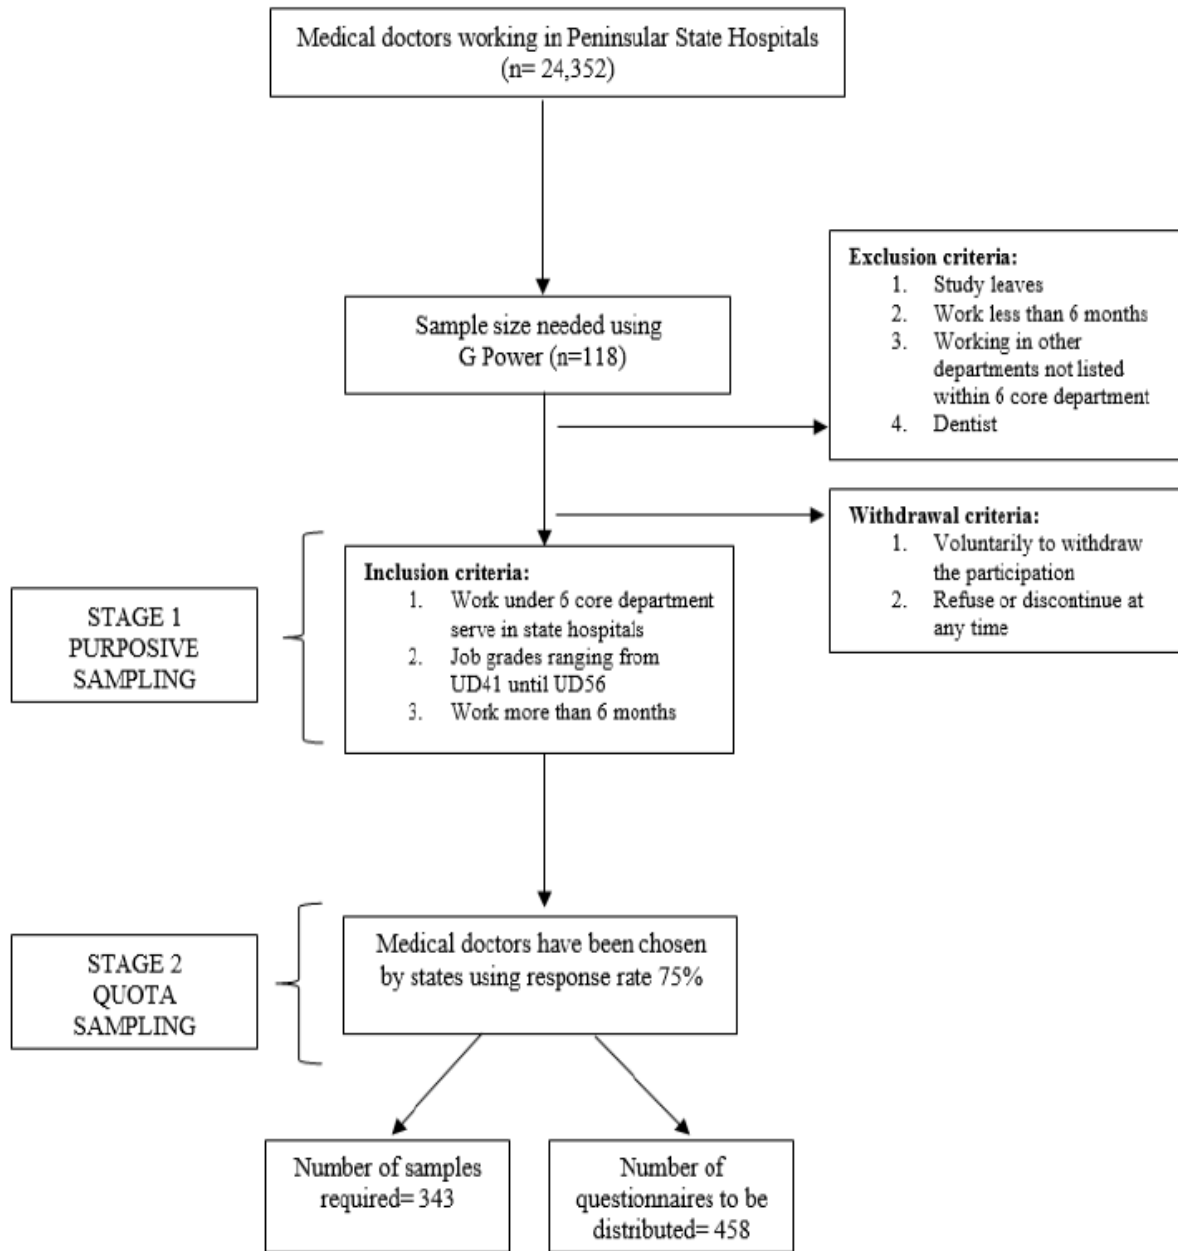 Medical doctors working in Peninsular State Hospitals
(n= 24,352)
Sample size needed using
G Power (n=118)
Exclusion criteria:
1. Study leaves
2. Work less than 6 months
3. Working in other
departments not listed
within 6 core department
4. Dentist
Withdrawal criteria:
1. Voluntarily to withdraw
the participation
2. Refuse or discontinue at
any time
STAGE 1
PURPOSIVE
SAMPLING
Inclusion criteria:
1. Work under 6 core department
serve in state hospitals
2. Job grades ranging from
UD41 until UD56
3. Work more than 6 months
STAGE 2
QUOTA
SAMPLING
Medical doctors have been chosen
by states using response rate 75%
Number of samples
required= 343
Number of
questionnaires to be
distributed= 458